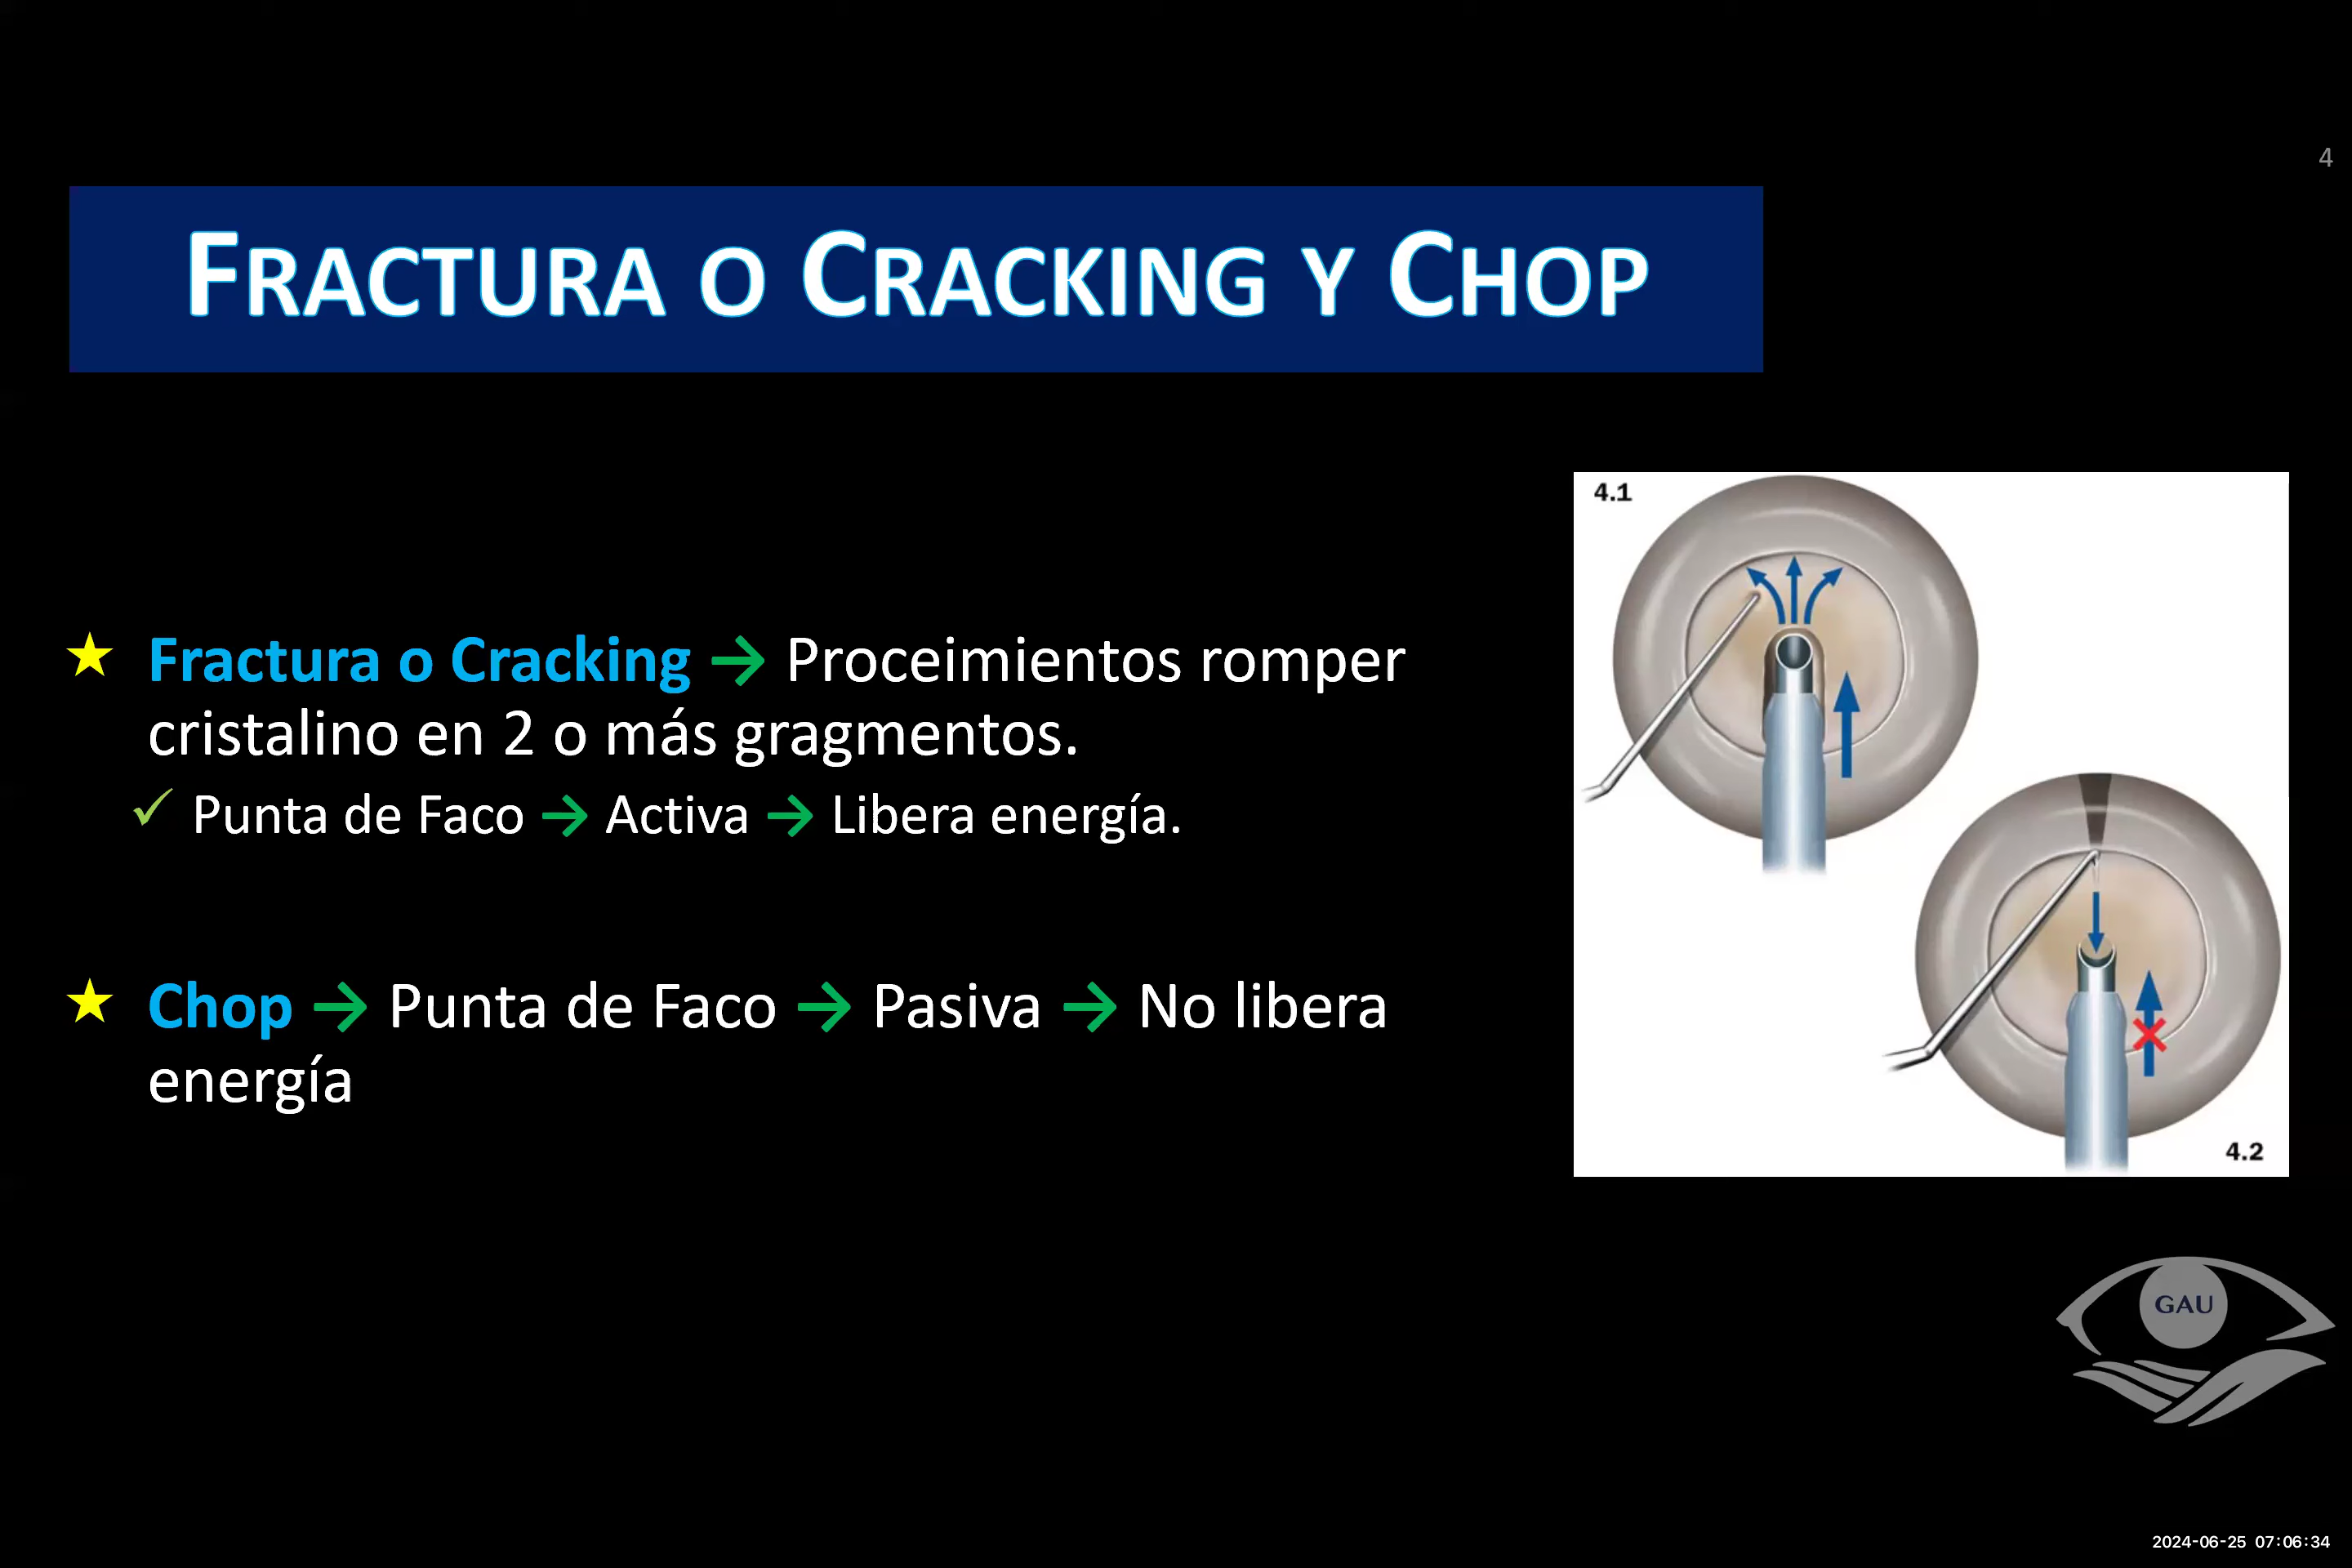 4
FRACTURA O CRACKING Y CHOP
★ Fractura o Cracking → Proceimientos romper
cristalino en 2 o más gragmentos.
✓ Punta de Faco → Activa → Libera energía.
★ Chop → Punta de Faco → Pasiva → No libera
energía
4.1
4.2
GAU
2024-06-25 07:06:34